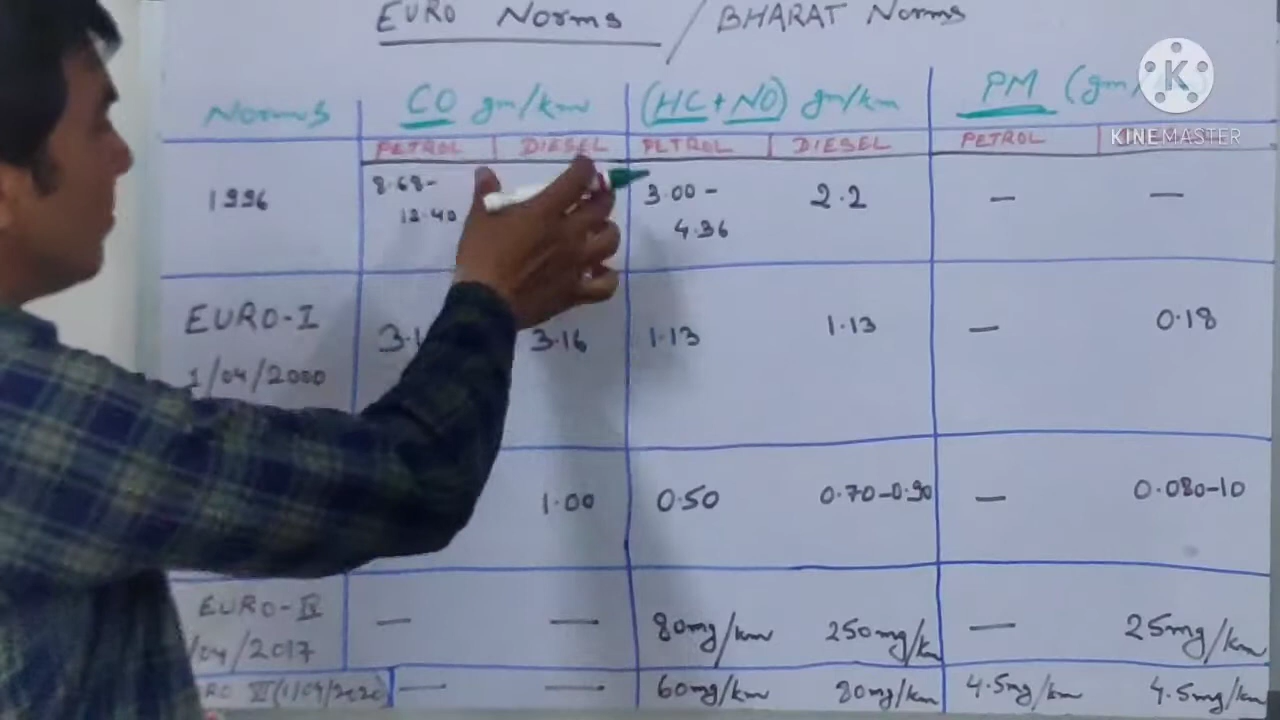 EURO Norms / BHARAT Norms
Norms CO gm/km (HC+NO) gm/km PM (gm/
PETROL DIESEL PETROL DIESEL PETROL
1996 8.68- 3.00- 2.2 — —
12.40 4.36
EURO-I 3.1 3.16 1.13 1.13 — 0.18
1/04/2000
1.00 0.50 0.70-0.90 — 0.080-10
EURO-IV — — 80mg/km 250mg/km — 25mg/km
/04/2017
— — 60mg/km 80mg/km 4.5mg/km 4.5mg/km
K
KINEMASTER